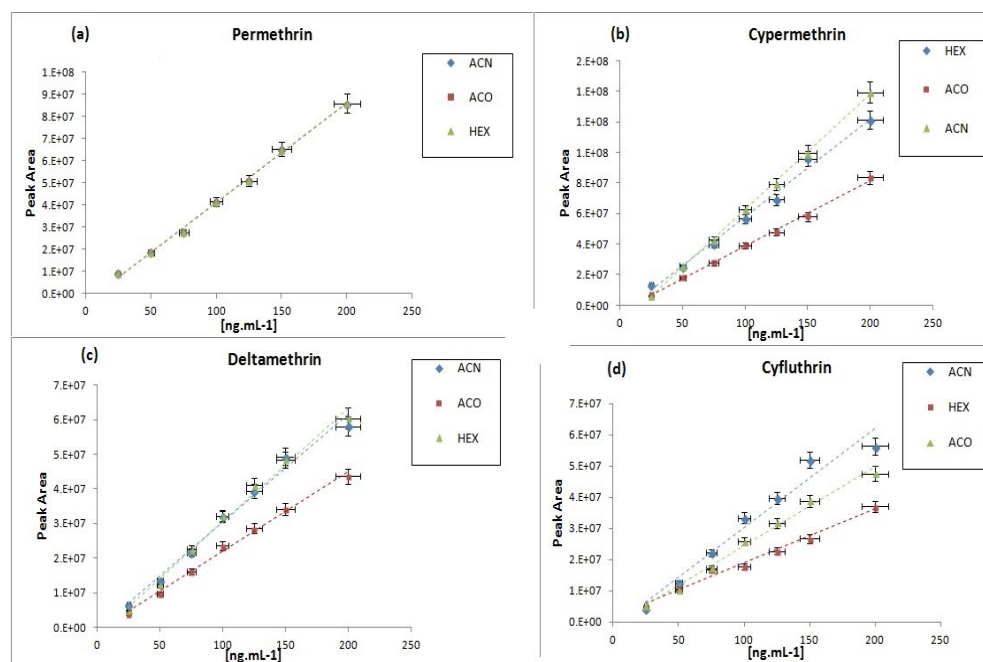 (a) Permethrin
ACN
ACO
HEX
Peak Area
1.E+08
9.E+07
8.E+07
7.E+07
6.E+07
5.E+07
4.E+07
3.E+07
2.E+07
1.E+07
0.E+00
0 50 100 150 200 250
[ng.mL-1]
(b) Cypermethrin
HEX
ACO
ACN
Peak Area
2.E+08
1.E+08
1.E+08
1.E+08
8.E+07
6.E+07
4.E+07
2.E+07
0.E+00
0 50 100 150 200 250
[ng.mL-1]
(c) Deltamethrin
ACN
ACO
HEX
Peak Area
7.E+07
6.E+07
5.E+07
4.E+07
3.E+07
2.E+07
1.E+07
0.E+00
0 50 100 150 200 250
[ng.mL-1]
(d) Cyfluthrin
ACN
HEX
ACO
Peak Area
7.E+07
6.E+07
5.E+07
4.E+07
3.E+07
2.E+07
1.E+07
0.E+00
0 50 100 150 200 250
[ng.mL-1]